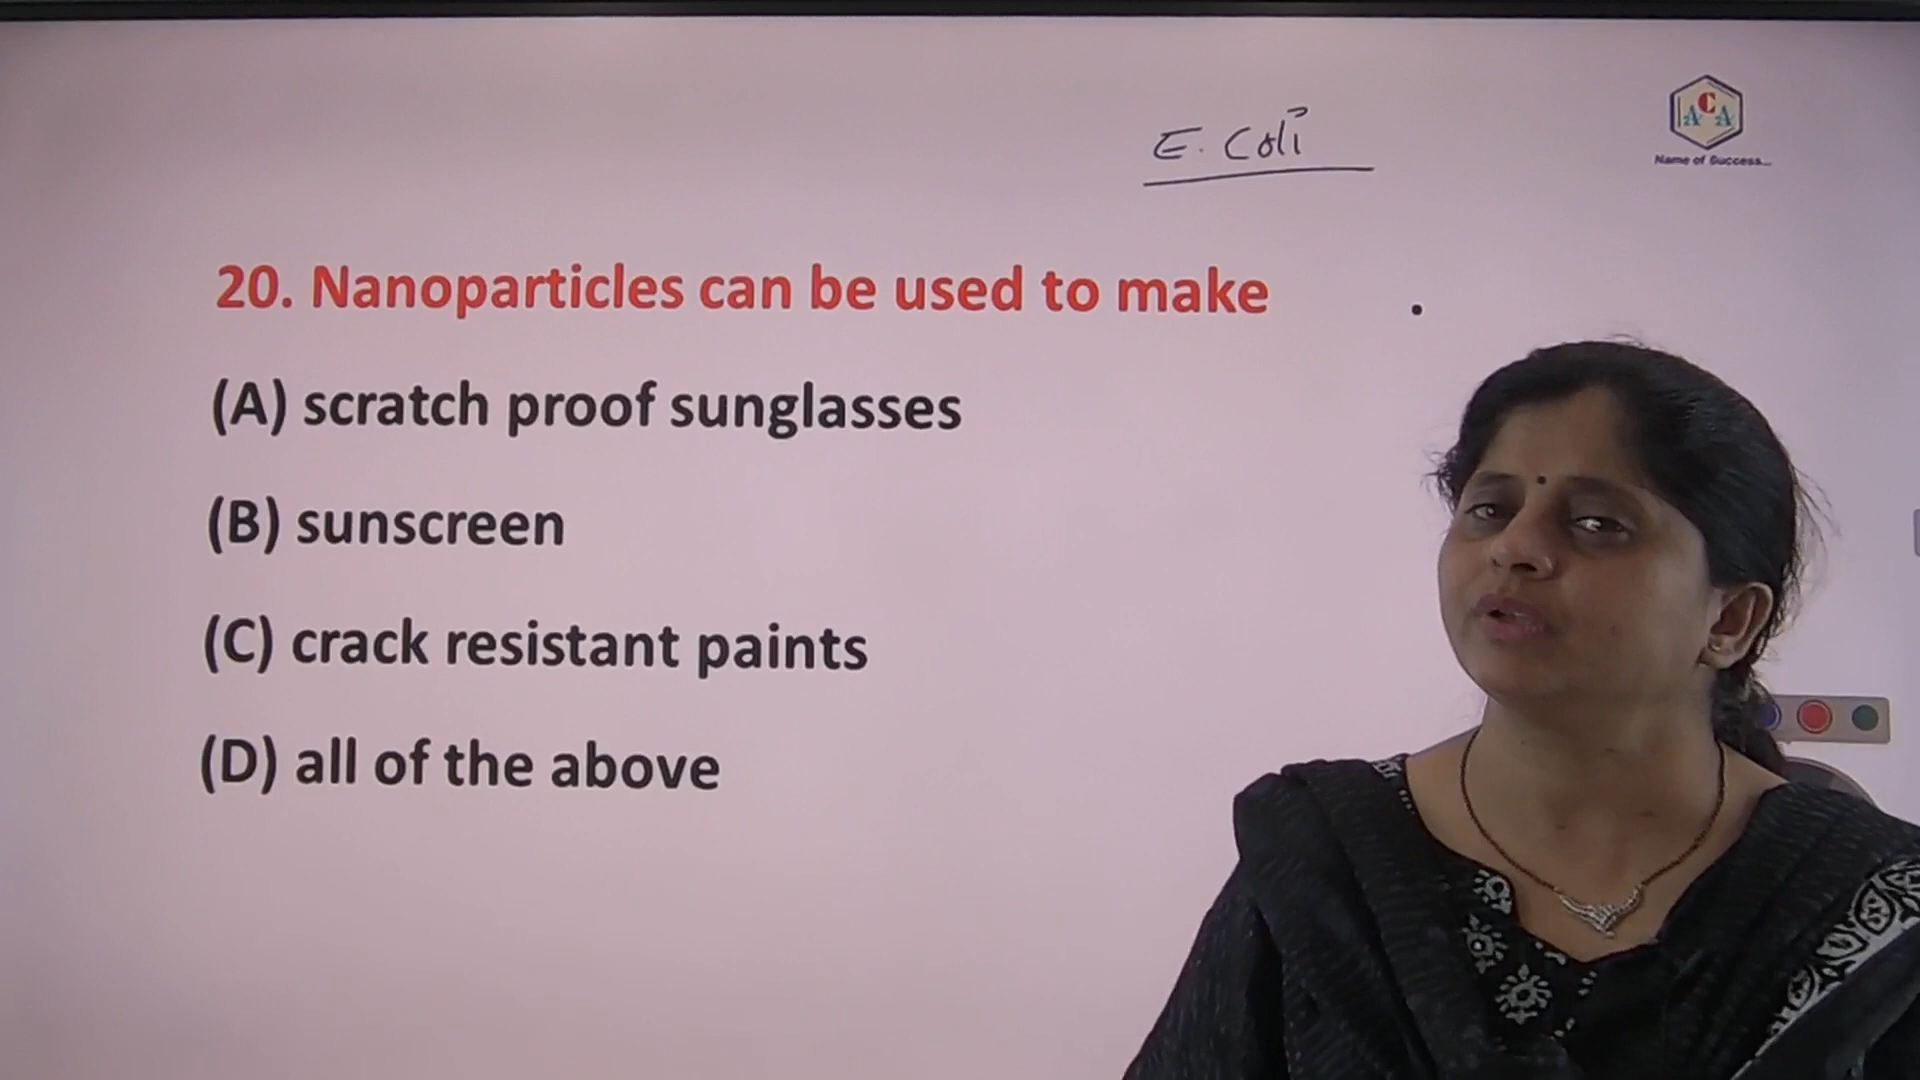 E. Coli
ACA
Name of Success...
20. Nanoparticles can be used to make .
(A) scratch proof sunglasses
(B) sunscreen
(C) crack resistant paints
(D) all of the above